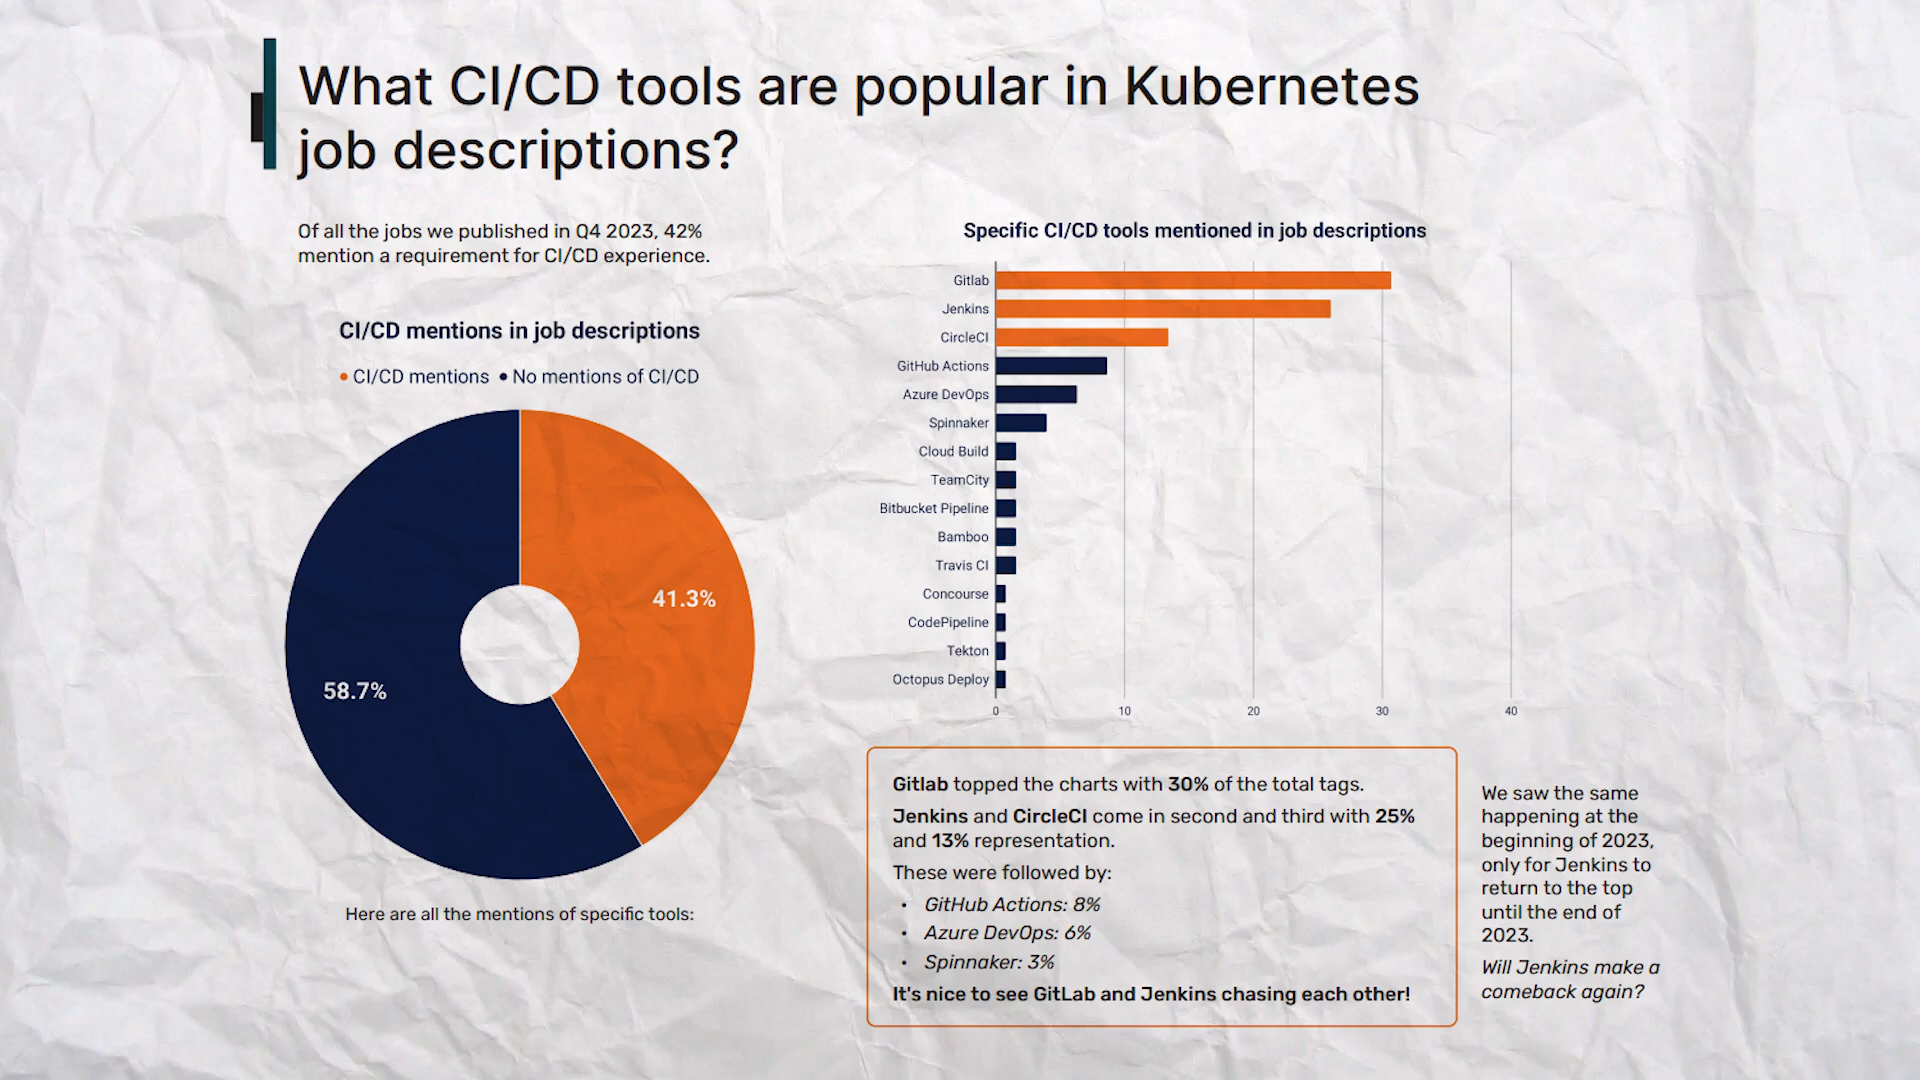 What CI/CD tools are popular in Kubernetes
job descriptions?
Of all the jobs we published in Q4 2023, 42%
mention a requirement for CI/CD experience.
CI/CD mentions in job descriptions
• CI/CD mentions • No mentions of CI/CD
41.3%
58.7%
Here are all the mentions of specific tools:
Specific CI/CD tools mentioned in job descriptions
Gitlab
Jenkins
CircleCI
GitHub Actions
Azure DevOps
Spinnaker
Cloud Build
TeamCity
Bitbucket Pipeline
Bamboo
Travis CI
Concourse
CodePipeline
Tekton
Octopus Deploy
0 10 20 30 40
Gitlab topped the charts with 30% of the total tags.
Jenkins and CircleCI come in second and third with 25%
and 13% representation.
These were followed by:
• GitHub Actions: 8%
• Azure DevOps: 6%
• Spinnaker: 3%
It's nice to see GitLab and Jenkins chasing each other!
We saw the same
happening at the
beginning of 2023,
only for Jenkins to
return to the top
until the end of
2023.
Will Jenkins make a
comeback again?